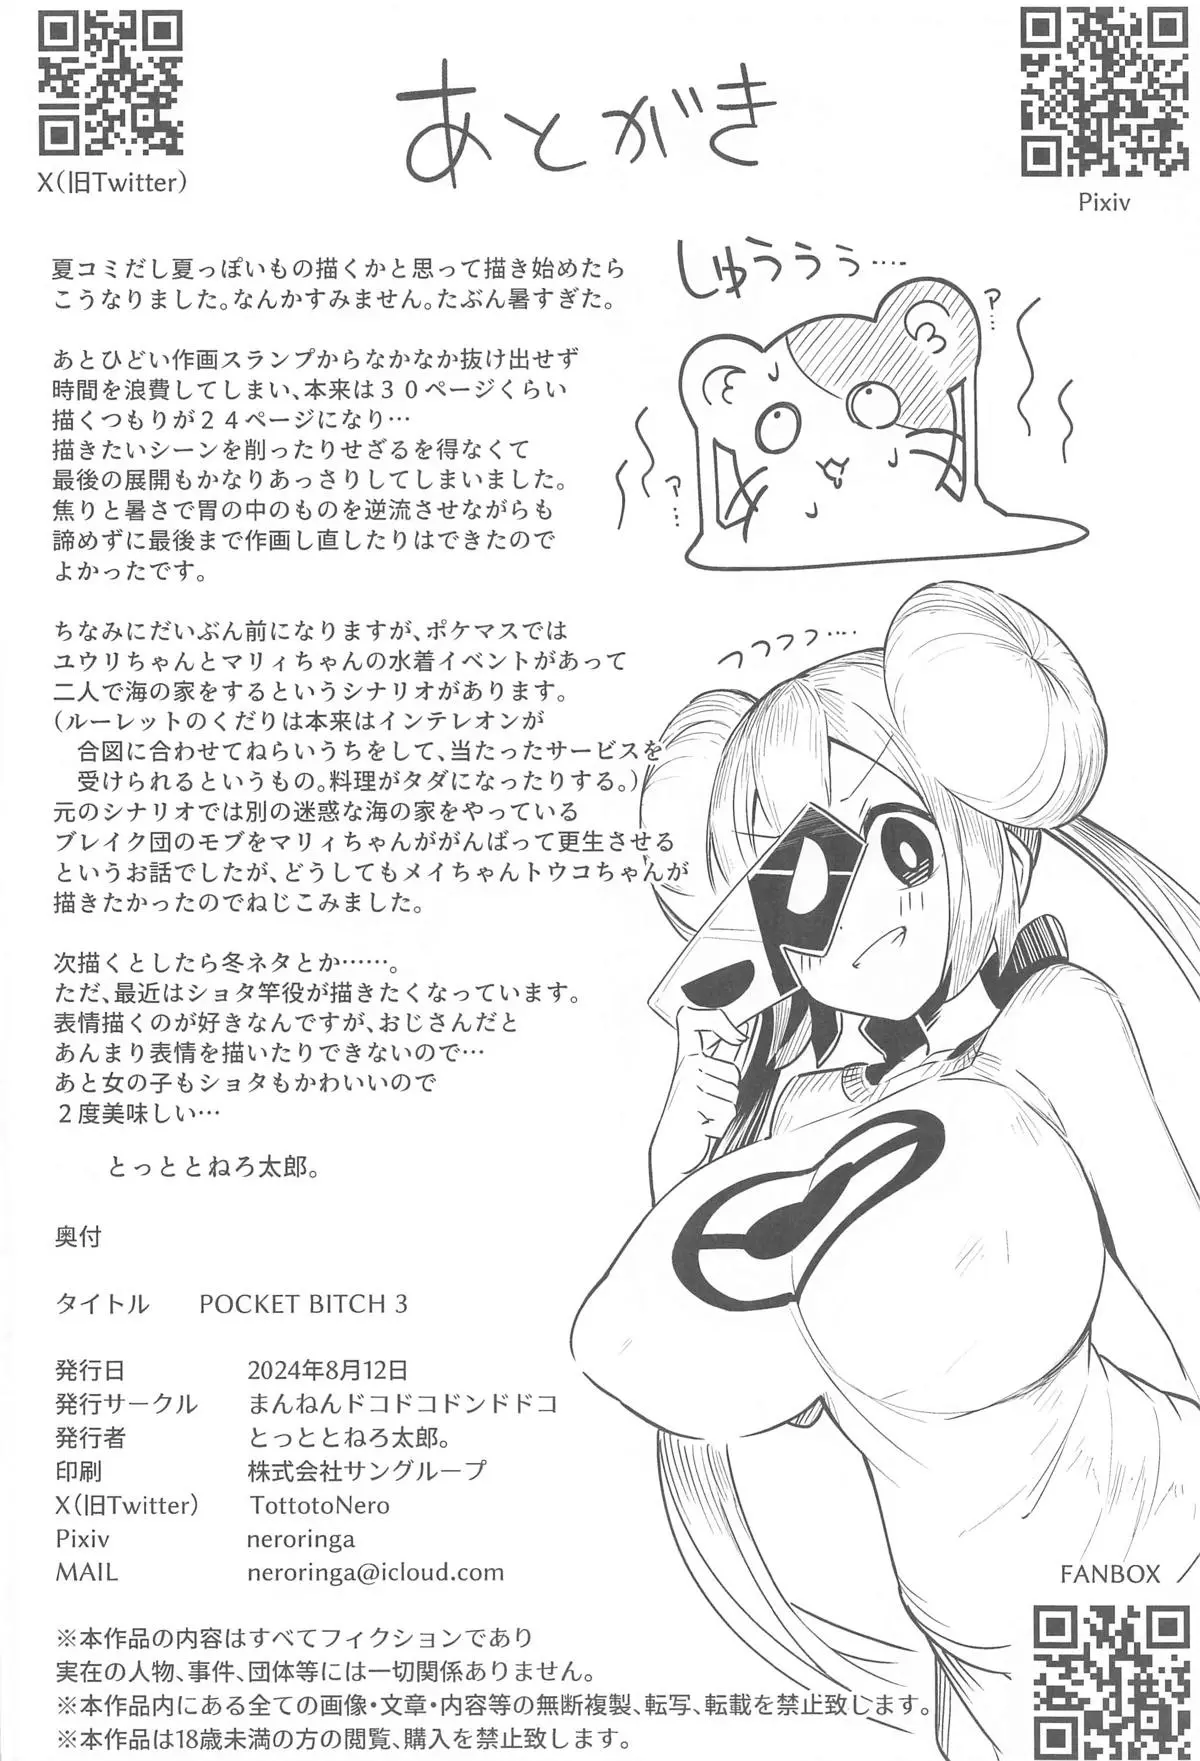 X(旧Twitter)
Pixiv
あとがき
夏コミだし夏っぽいもの描くかと思って描き始めたら
こうなりました。なんかすみません。たぶん暑すぎた。
あとひどい作画スランプからなかなか抜け出せず
時間を浪費してしまい、本来は３０ページくらい
描くつもりが２４ページになり…
描きたいシーンを削ったりせざるを得なくて
最後の展開もかなりあっさりしてしまいました。
焦りと暑さで胃の中のものを逆流させながらも
諦めずに最後まで作画し直したりはできたので
よかったです。
ちなみにだいぶん前になりますが、ポケマスでは
ユウリちゃんとマリィちゃんの水着イベントがあって
二人で海の家をするというシナリオがあります。
(ルーレットのくだりは本来はインテレオンが
合図に合わせてねらいうちをして、当たったサービスを
受けられるというもの。料理がタダになったりする。)
元のシナリオでは別の迷惑な海の家をやっている
ブレイク団のモブをマリィちゃんががんばって更生させる
というお話でしたが、どうしてもメイちゃんトウコちゃんが
描きたかったのでねじこみました。
次描くとしたら冬ネタとか……。
ただ、最近はショタ竿役が描きたくなっています。
表情描くのが好きなんですが、おじさんだと
あんまり表情を描いたりできないので…
あと女の子もショタもかわいいので
２度美味しい…
とっととねろ太郎。
しゅううぅ‥‥
ァ…
ァ…
フフフッ‥‥
奥付
タイトル POCKET BITCH 3
発行日 2024年8月12日
発行サークル まんねんドコドコドンドドコ
発行者 とっととねろ太郎。
印刷 株式会社サングループ
X(旧Twitter) TottotoNero
Pixiv neroringa
MAIL neroringa@icloud.com
FANBOX
※本作品の内容はすべてフィクションであり
実在の人物、事件、団体等には一切関係ありません。
※本作品内にある全ての画像・文章・内容等の無断複製、転写、転載を禁止致します。
※本作品は18歳未満の方の閲覧、購入を禁止致します。